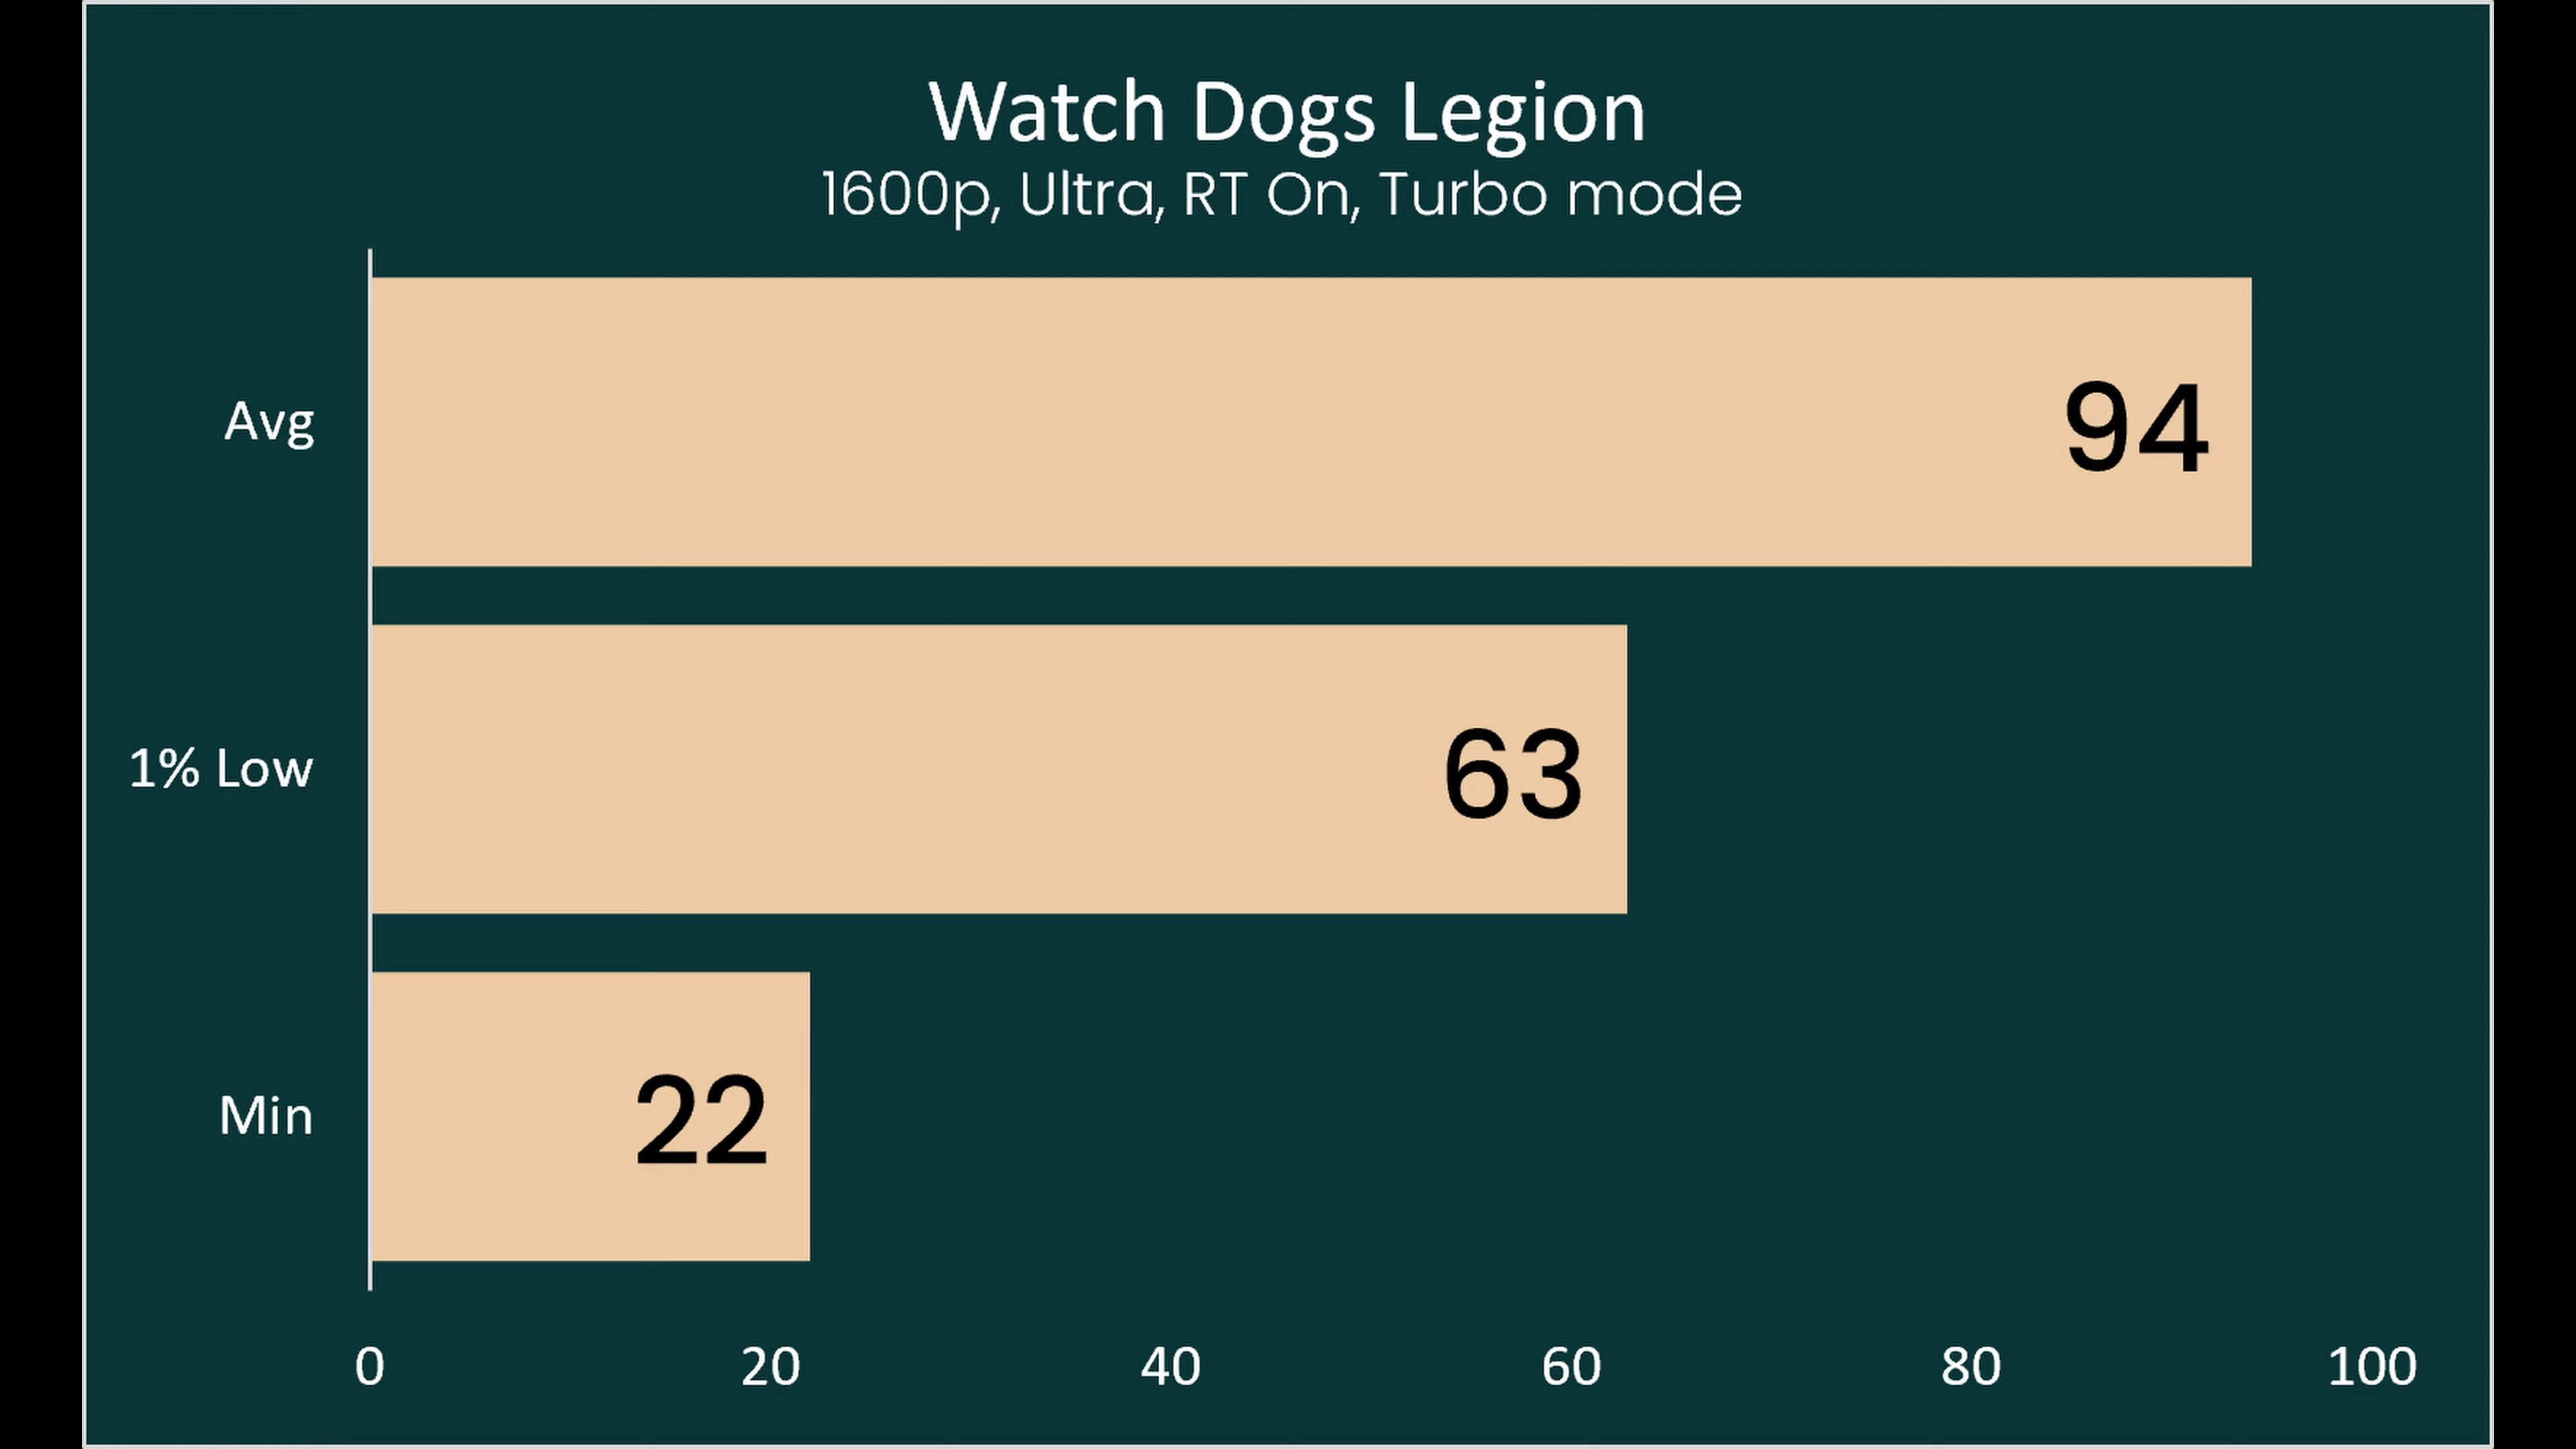 Watch Dogs Legion
1600p, Ultra, RT On, Turbo mode
Avg
94
1% Low
63
Min
22
0 20 40 60 80 100